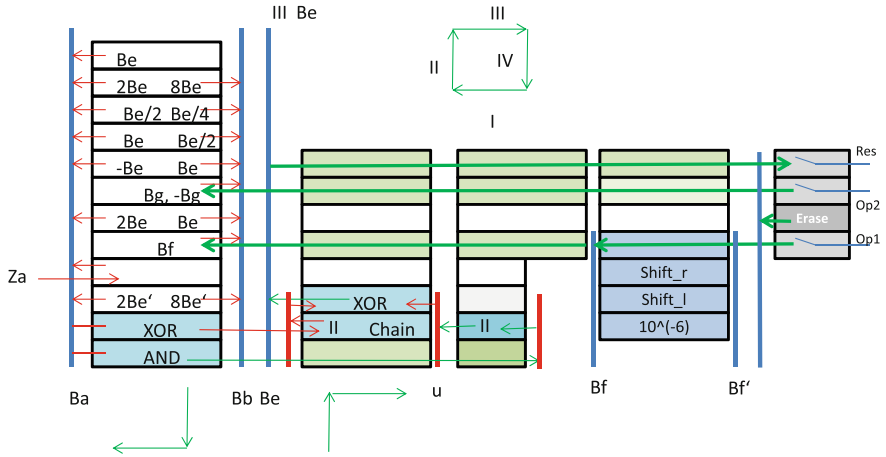 III Be
III
II
IV
I
Be
2Be 8Be
Be/2 Be/4
Be Be/2
-Be Be
Bg, -Bg
2Be Be
Bf
Za
2Be‘ 8Be‘
XOR
AND
XOR
II Chain
II
Shift_r
Shift_l
10^(-6)
Res
Op2
Erase
Op1
Ba
Bb
Be
u
Bf
Bf‘